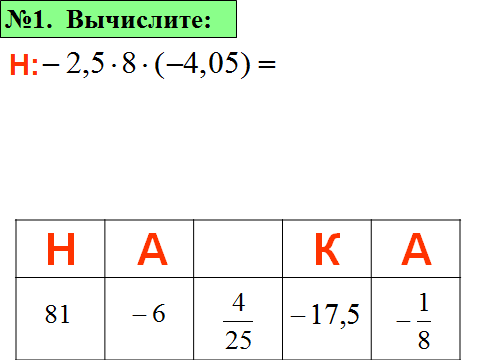 №1. Вычислите:
Н: − 2,5 · 8 · (−4,05) =
Н А К А
81 − 6 4/25 − 17,5 − 1/8